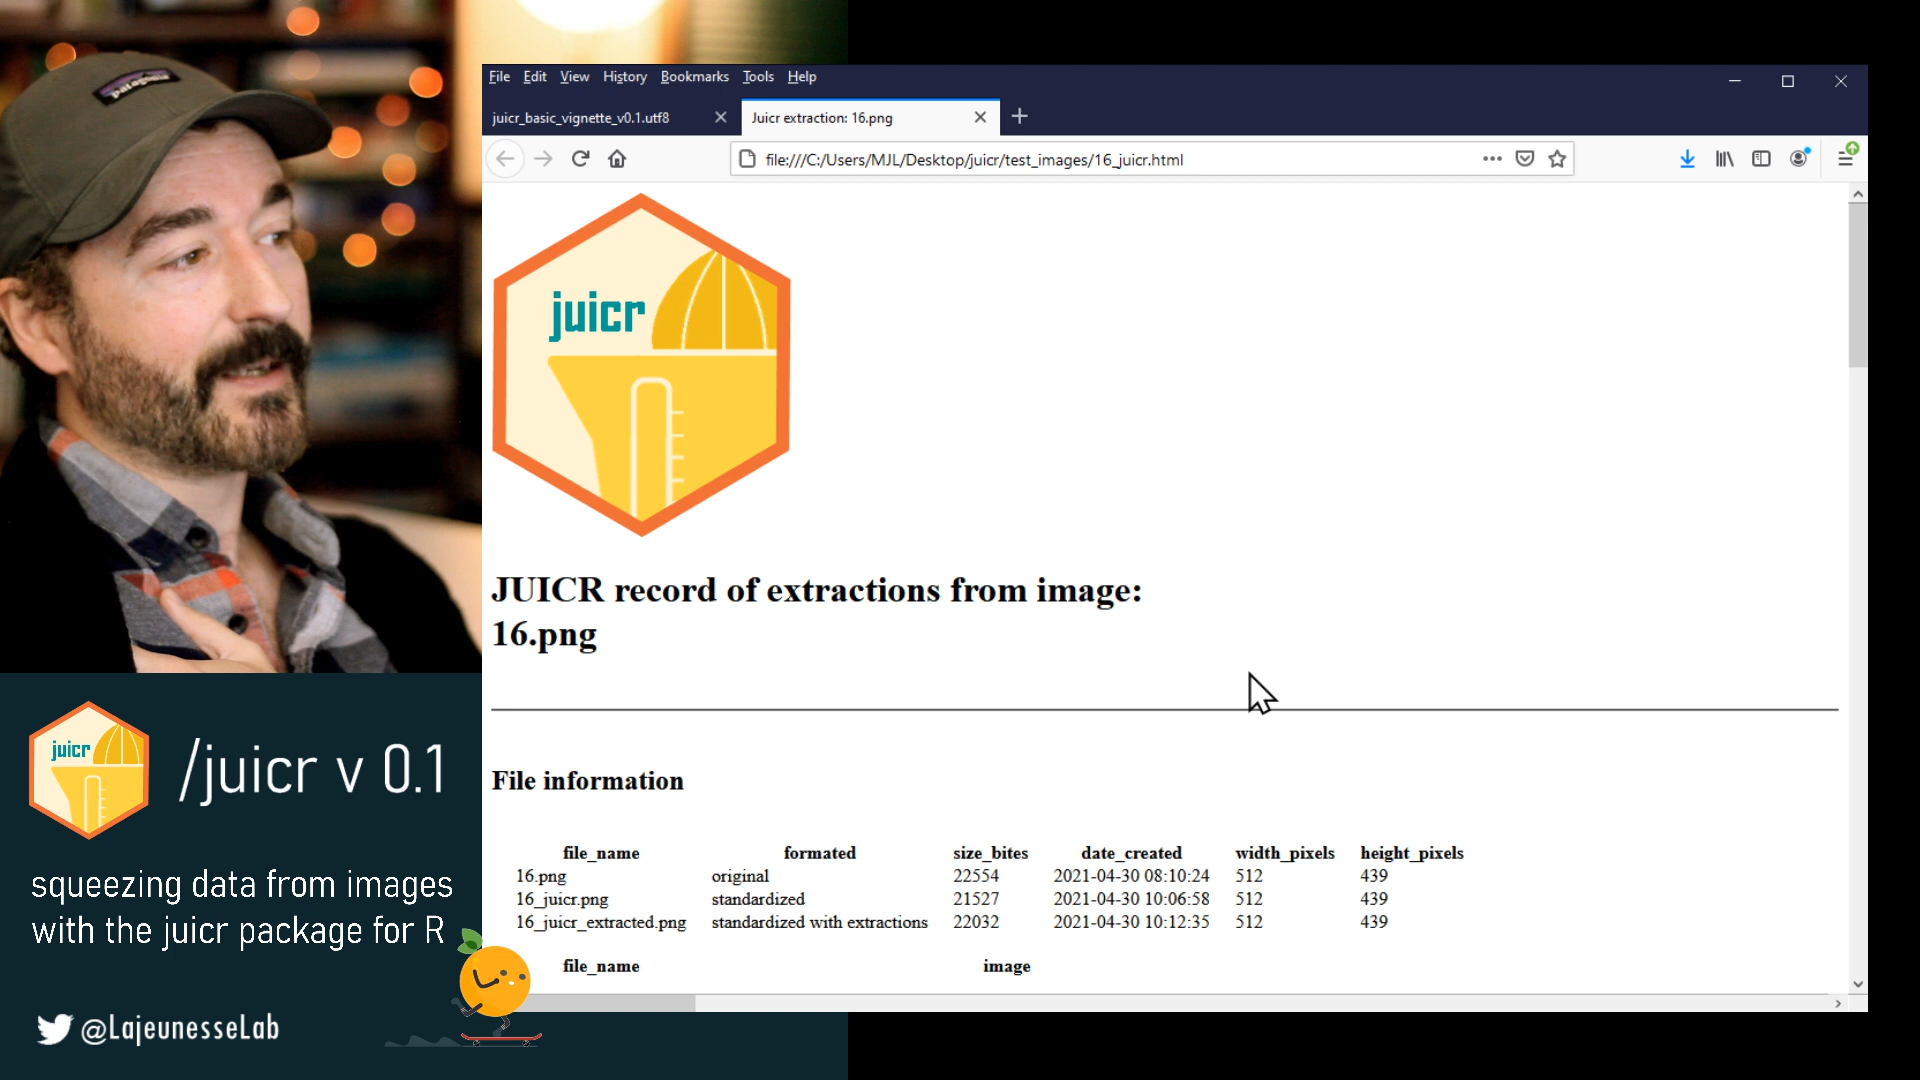 patagonia
File Edit View History Bookmarks Tools Help
juicr_basic_vignette_v0.1.utf8
Juicr extraction: 16.png
file:///C:/Users/MJL/Desktop/juicr/test_images/16_juicr.html
juicr
JUICR record of extractions from image:
16.png
File information
file_name formated size_bites date_created width_pixels height_pixels
16.png original 22554 2021-04-30 08:10:24 512 439
16_juicr.png standardized 21527 2021-04-30 10:06:58 512 439
16_juicr_extracted.png standardized with extractions 22032 2021-04-30 10:12:35 512 439
file_name image
juicr
/juicr v 0.1
squeezing data from images
with the juicr package for R
@LajeunesseLab